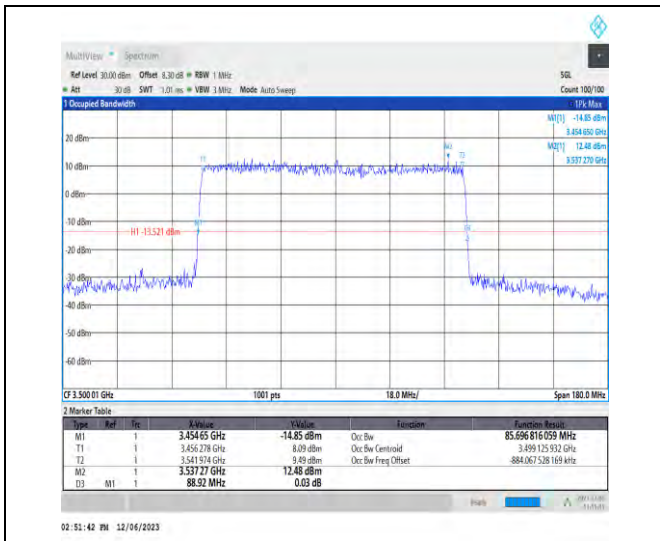 MultiView Spectrum
Ref Level 30.00 dBm Offset 8.30 dB RBW 1 MHz SGL
Att 30 dB SWT 1.01 ms VBW 3 MHz Mode Auto Sweep Count 100/100
1 Occupied Bandwidth 1Pk Max
M1[1] -14.85 dBm
3.454 650 GHz
M2[1] 12.48 dBm
3.537 270 GHz
20 dBm
10 dBm
0 dBm
-10 dBm
H1 -13.521 dBm
-30 dBm
-40 dBm
-50 dBm
-60 dBm
T1
M2
T2
M1
CF 3.500 01 GHz 1001 pts 18.0 MHz/ Span 180.0 MHz
2 Marker Table
Type Ref Trc X-Value Y-Value Function Function Result
M1 1 3.454 65 GHz -14.85 dBm Occ Bw 85.696 816 059 MHz
T1 1 3.456 278 GHz 8.09 dBm Occ Bw Centroid 3.499 125 932 GHz
T2 1 3.541 974 GHz 9.49 dBm Occ Bw Freq Offset -884.067 528 169 kHz
M2 1 3.537 27 GHz 12.48 dBm
D3 M1 1 88.92 MHz 0.03 dB
02:51:42 PM 12/06/2023